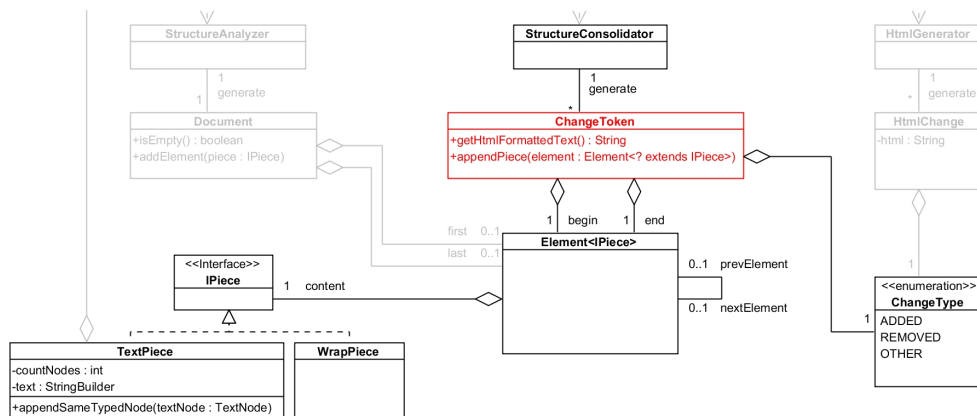 StructureAnalyzer
StructureConsolidator
HtmlGenerator
1
generate
1
1
generate
*
1
generate
*
Document
+isEmpty() : boolean
+addElement(piece : IPiece)
ChangeToken
+getHtmlFormattedText() : String
+appendPiece(element : Element<? extends IPiece>)
HtmlChange
-html : String
1 begin
1 end
first 0..1
last 0..1
Element<IPiece>
0..1 prevElement
0..1 nextElement
<<Interface>>
IPiece
1 content
1
<<enumeration>>
ChangeType
ADDED
REMOVED
OTHER
1
TextPiece
-countNodes : int
-text : StringBuilder
+appendSameTypedNode(textNode : TextNode)
WrapPiece